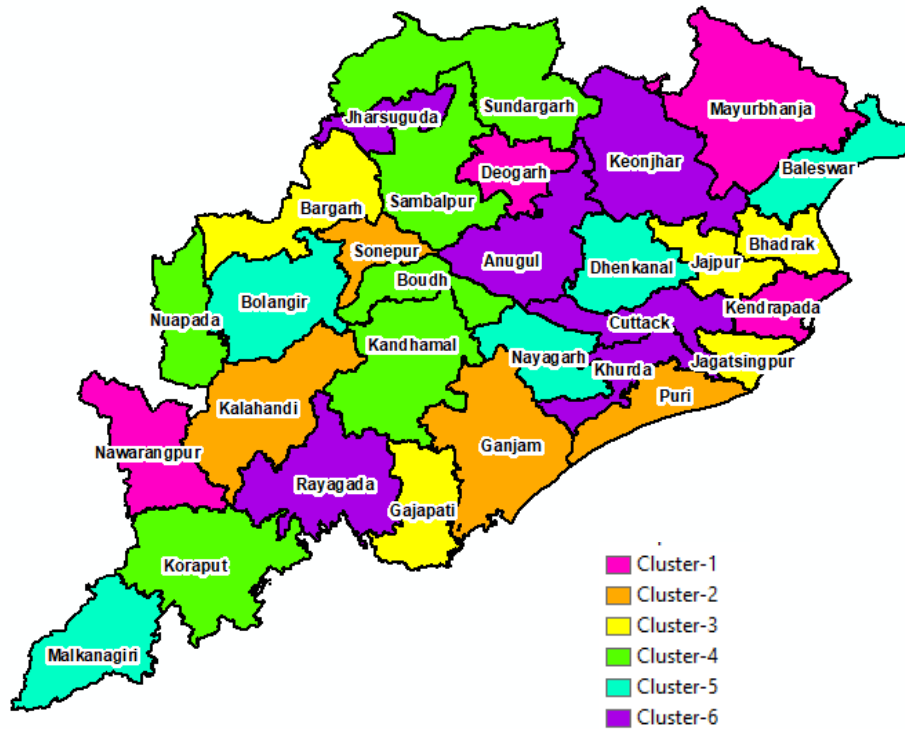 Sundargarh
Mayurbhanja
Jharsuguda
Keonjhar
Baleswar
Deogarh
Bargarh
Sambalpur
Bhadrak
Sonepur
Jajpur
Anugul
Dhenkanal
Boudh
Bolangir
Kendrapada
Nuapada
Cuttack
Kandhamal
Nayagarh
Jagatsingpur
Khurda
Puri
Kalahandi
Ganjam
Nawarangpur
Rayagada
Gajapati
Koraput
Malkanagiri
Cluster-1
Cluster-2
Cluster-3
Cluster-4
Cluster-5
Cluster-6